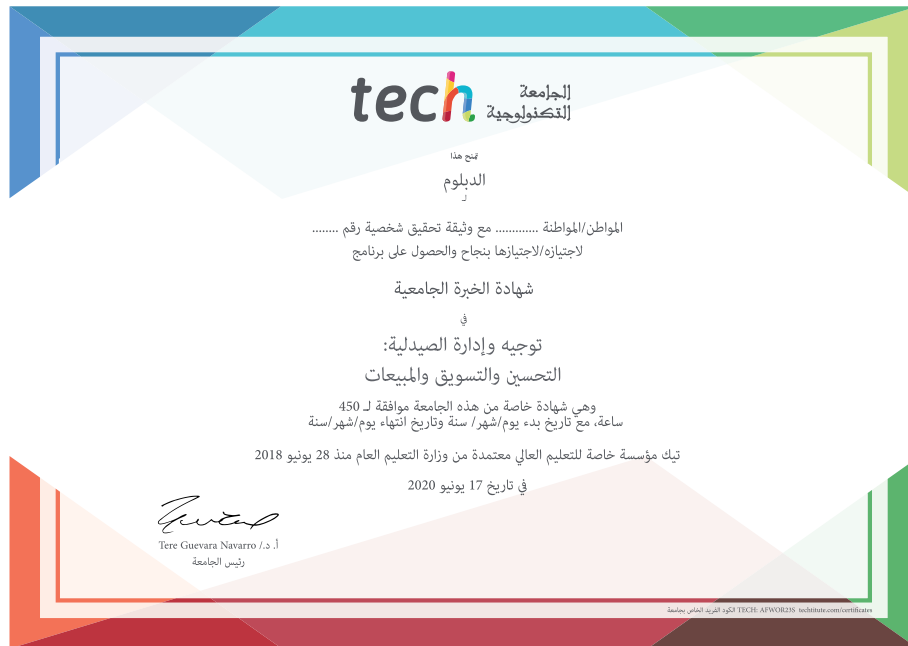 tech الجامعة
التكنولوجية
تمنح هذا
الدبلوم
لـ
المواطن/المواطنة ............. مع وثيقة تحقيق شخصية رقم ........
لاجتيازه/لاجتيازها بنجاح والحصول على برنامج
شهادة الخبرة الجامعية
في
توجيه وإدارة الصيدلية:
التحسين والتسويق والمبيعات
وهي شهادة خاصة من هذه الجامعة موافقة لـ 450
ساعة، مع تاريخ بدء يوم/شهر/ سنة وتاريخ انتهاء يوم/شهر/سنة
تيك مؤسسة خاصة للتعليم العالي معتمدة من وزارة التعليم العام منذ 28 يونيو 2018
في تاريخ 17 يونيو 2020
أ. د./ Tere Guevara Navarro
رئيس الجامعة
الكود الفريد الخاص بجامعة TECH: AFWOR23S techtitute.com/certificates